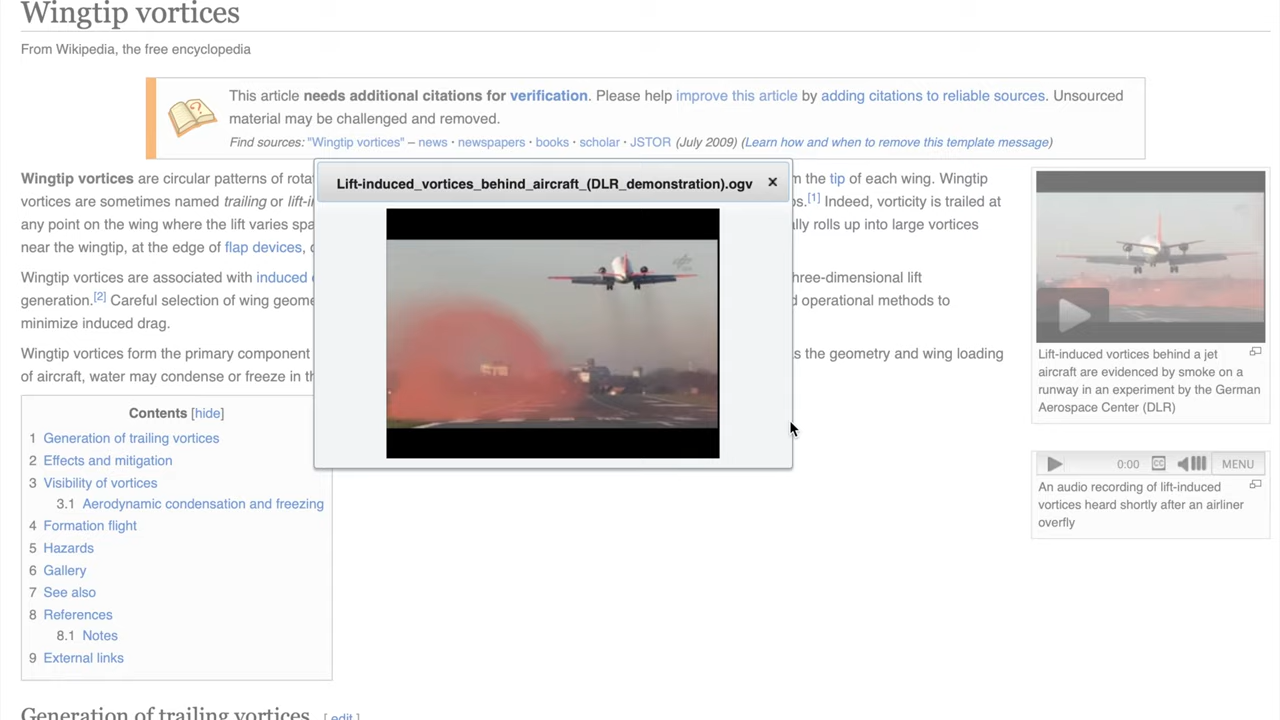 Wingtip vortices
From Wikipedia, the free encyclopedia
This article needs additional citations for verification. Please help improve this article by adding citations to reliable sources. Unsourced
material may be challenged and removed.
Find sources: "Wingtip vortices" – news · newspapers · books · scholar · JSTOR (July 2009) (Learn how and when to remove this template message)
Lift-induced_vortices_behind_aircraft_(DLR_demonstration).ogv
Wingtip vortices are circular patterns of the tip of each wing. Wingtip
vortices are sometimes named trailing or [1] Indeed, vorticity is trailed at
any point on the wing where the lift varies rolls up into large vortices
near the wingtip, at the edge of flap devices,
Wingtip vortices are associated with induced three-dimensional lift
generation.[2] Careful selection of wing operational methods to
minimize induced drag.
Wingtip vortices form the primary component the geometry and wing loading
of aircraft, water may condense or freeze in
Contents [hide]
1 Generation of trailing vortices
2 Effects and mitigation
3 Visibility of vortices
3.1 Aerodynamic condensation and freezing
4 Formation flight
5 Hazards
6 Gallery
7 See also
8 References
8.1 Notes
9 External links
Lift-induced vortices behind a jet
aircraft are evidenced by smoke on a
runway in an experiment by the German
Aerospace Center (DLR)
0:00 CC MENU
An audio recording of lift-induced
vortices heard shortly after an airliner
overfly
Generation of trailing vortices [edit]